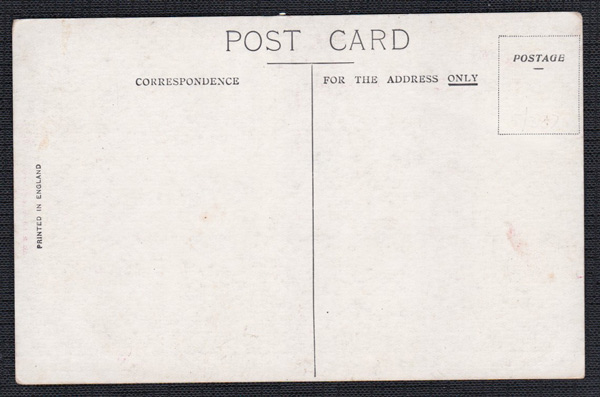 POST CARD
CORRESPONDENCE
FOR THE ADDRESS ONLY
POSTAGE
PRINTED IN ENGLAND